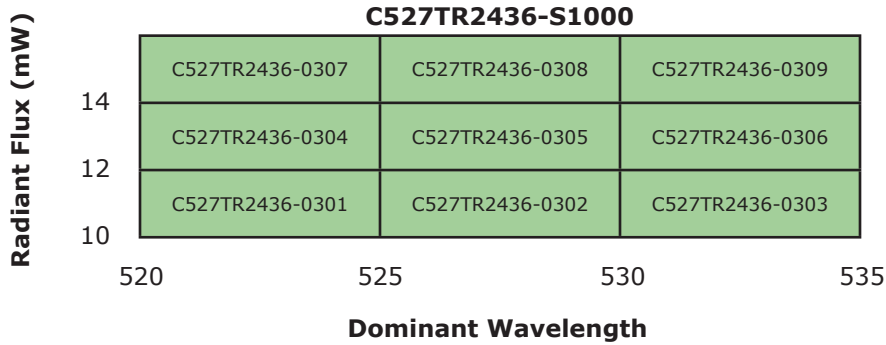 C527TR2436-S1000
Radiant Flux (mW)
C527TR2436-0307 C527TR2436-0308 C527TR2436-0309
14
C527TR2436-0304 C527TR2436-0305 C527TR2436-0306
12
C527TR2436-0301 C527TR2436-0302 C527TR2436-0303
10
520 525 530 535
Dominant Wavelength